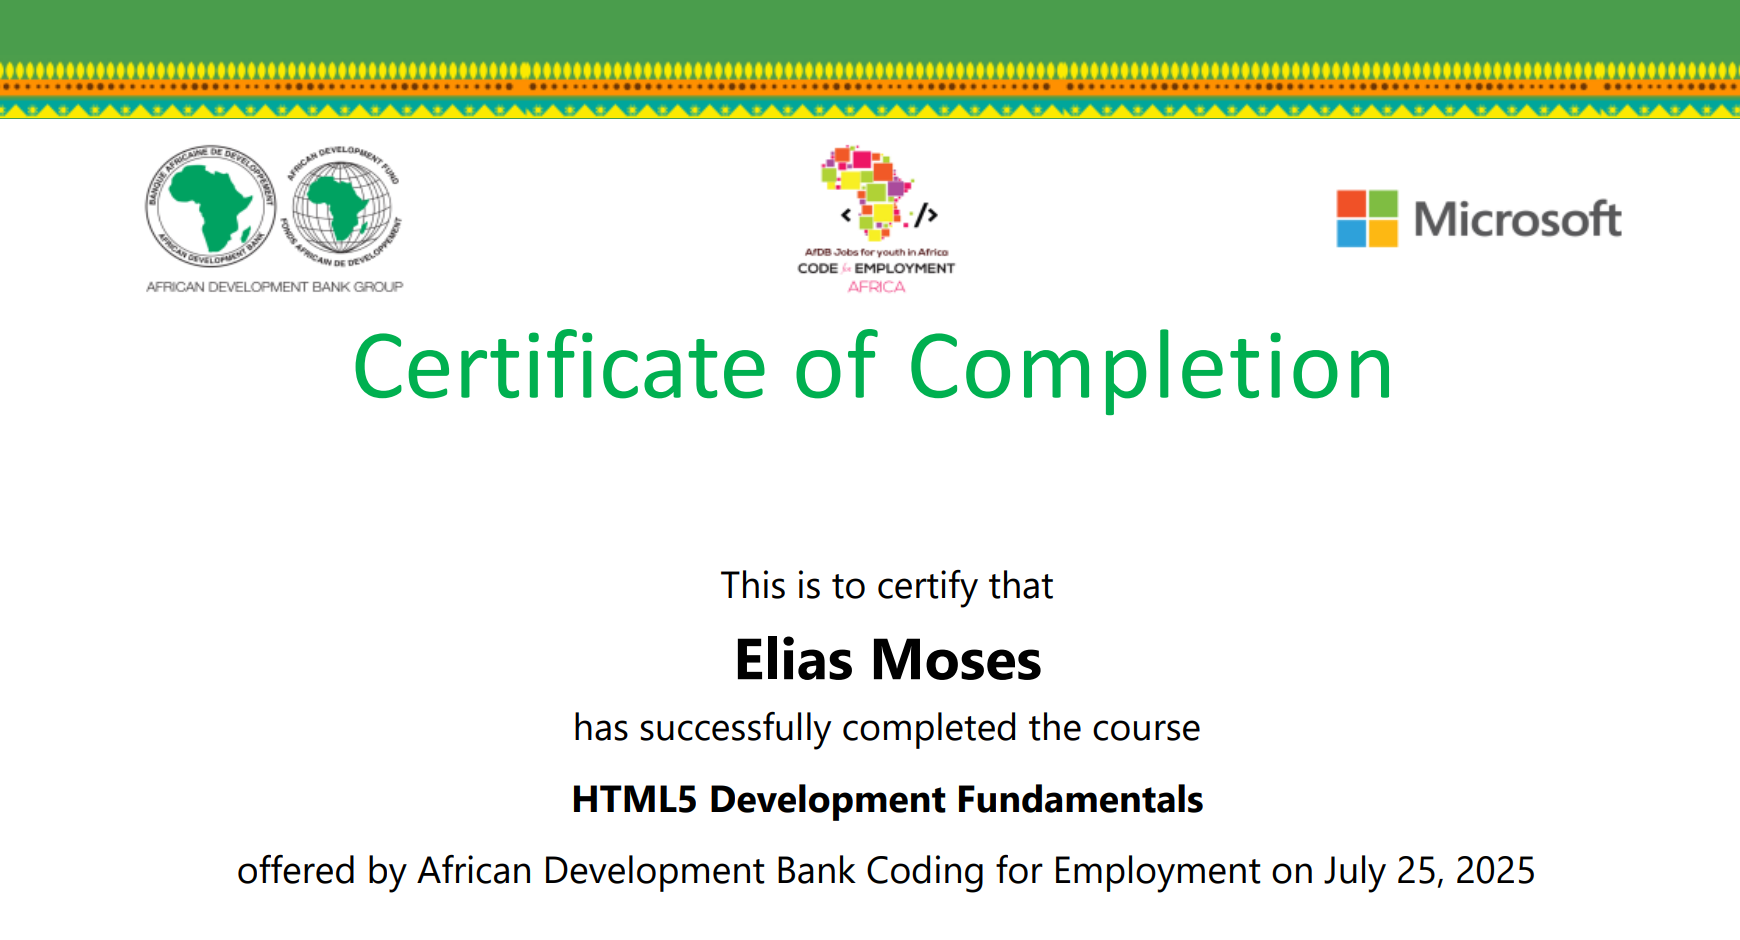 BANQUE AFRICAINE DE DEVELOPPEMENT
AFRICAN DEVELOPMENT BANK
AFRICAN DEVELOPMENT FUND
FONDS AFRICAIN DE DEVELOPPEMENT
AFRICAN DEVELOPMENT BANK GROUP
< />
AfDB Jobs for youth in Africa
CODE for EMPLOYMENT
AFRICA
Microsoft
Certificate of Completion
This is to certify that
Elias Moses
has successfully completed the course
HTML5 Development Fundamentals
offered by African Development Bank Coding for Employment on July 25, 2025